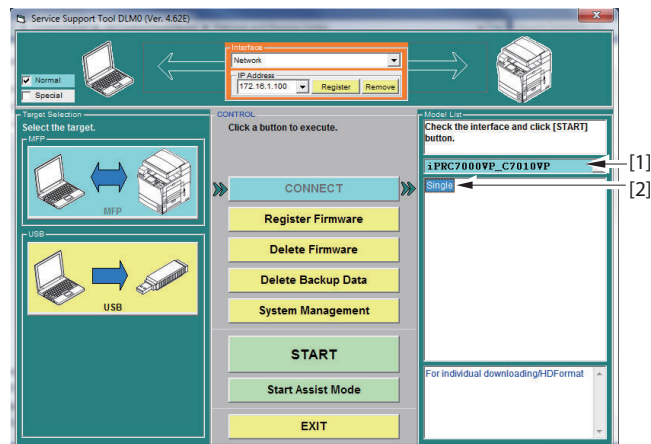 Service Support Tool DLM0 (Ver. 4.62E)
Normal
Special
Interface
Network
IP Address
172.16.1.100
Register
Remove
Target Selection
Select the target.
MFP
MFP
USB
USB
CONTROL
Click a button to execute.
CONNECT
Register Firmware
Delete Firmware
Delete Backup Data
System Management
START
Start Assist Mode
EXIT
Model List
Check the interface and click [START]
button.
iPRC7000VP_C7010VP
[1]
Single
[2]
For individual downloading/HDFormat